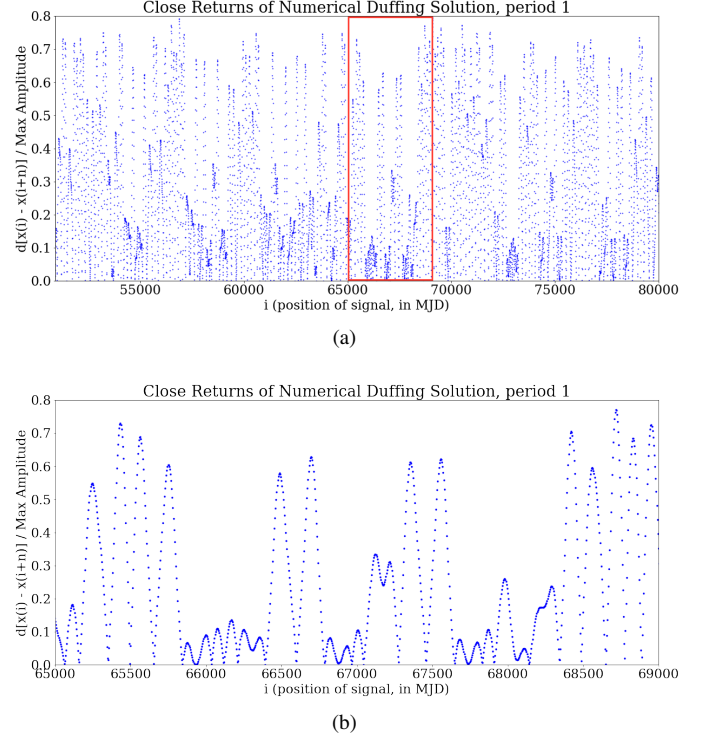 Close Returns of Numerical Duffing Solution, period 1
0.8
0.7
0.6
0.5
0.4
0.3
0.2
0.1
0.0
d[x(i) - x(i+n)] / Max Amplitude
55000 60000 65000 70000 75000 80000
i (position of signal, in MJD)
(a)
Close Returns of Numerical Duffing Solution, period 1
0.8
0.7
0.6
0.5
0.4
0.3
0.2
0.1
0.0
d[x(i) - x(i+n)] / Max Amplitude
65000 65500 66000 66500 67000 67500 68000 68500 69000
i (position of signal, in MJD)
(b)